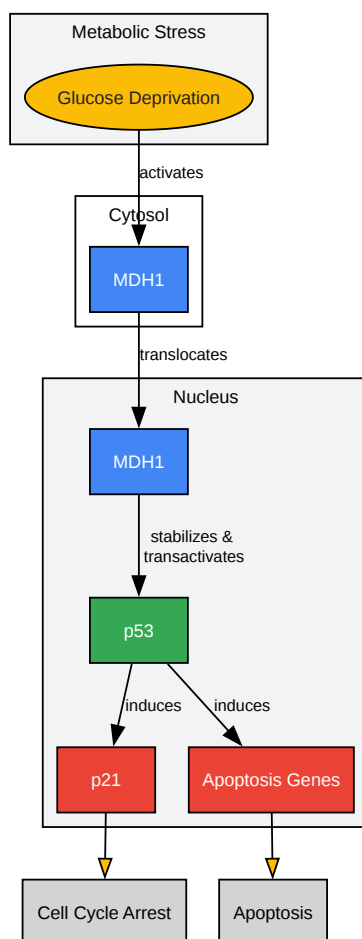 Metabolic Stress
Glucose Deprivation
activates
Cytosol
MDH1
translocates
Nucleus
MDH1
stabilizes &
transactivates
p53
induces
induces
p21
Apoptosis Genes
Cell Cycle Arrest
Apoptosis